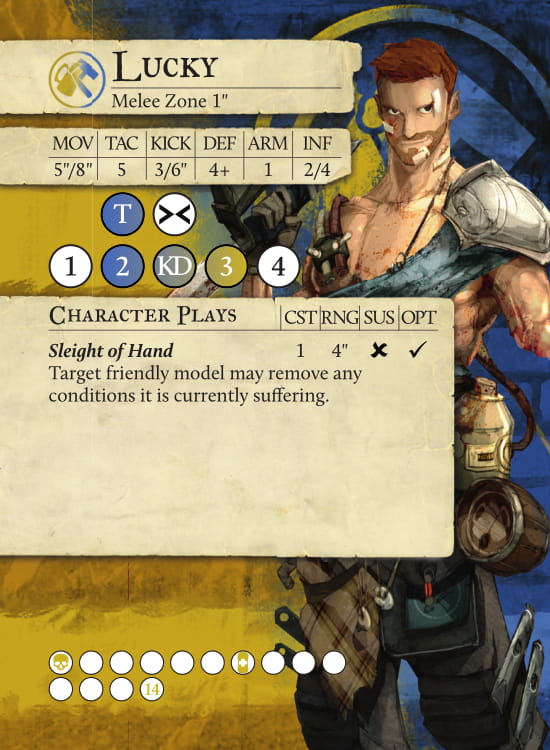 LUCKY
Melee Zone 1"
MOV TAC KICK DEF ARM INF
5"/8" 5 3/6" 4+ 1 2/4
T ><
1 2 KD 3 4
CHARACTER PLAYS CST RNG SUS OPT
Sleight of Hand 1 4" ✘ ✓
Target friendly model may remove any
conditions it is currently suffering.
14